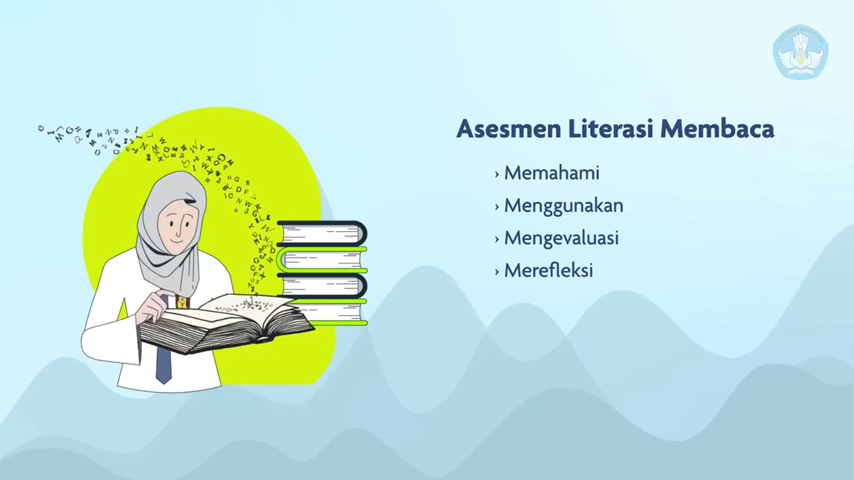 Asesmen Literasi Membaca
› Memahami
› Menggunakan
› Mengevaluasi
› Merefleksi